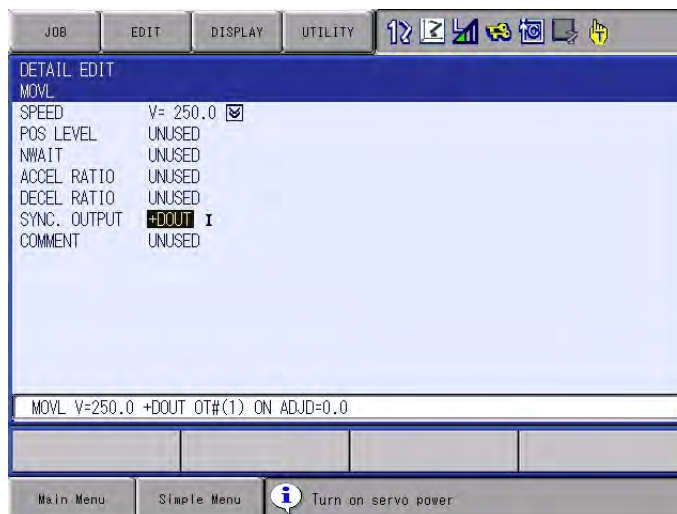 JOB EDIT DISPLAY UTILITY
DETAIL EDIT
MOVL
SPEED V= 250.0
POS LEVEL UNUSED
NWAIT UNUSED
ACCEL RATIO UNUSED
DECEL RATIO UNUSED
SYNC. OUTPUT +DOUT
COMMENT UNUSED
MOVL V=250.0 +DOUT OT#(1) ON ADJD=0.0
Main Menu Simple Menu Turn on servo power